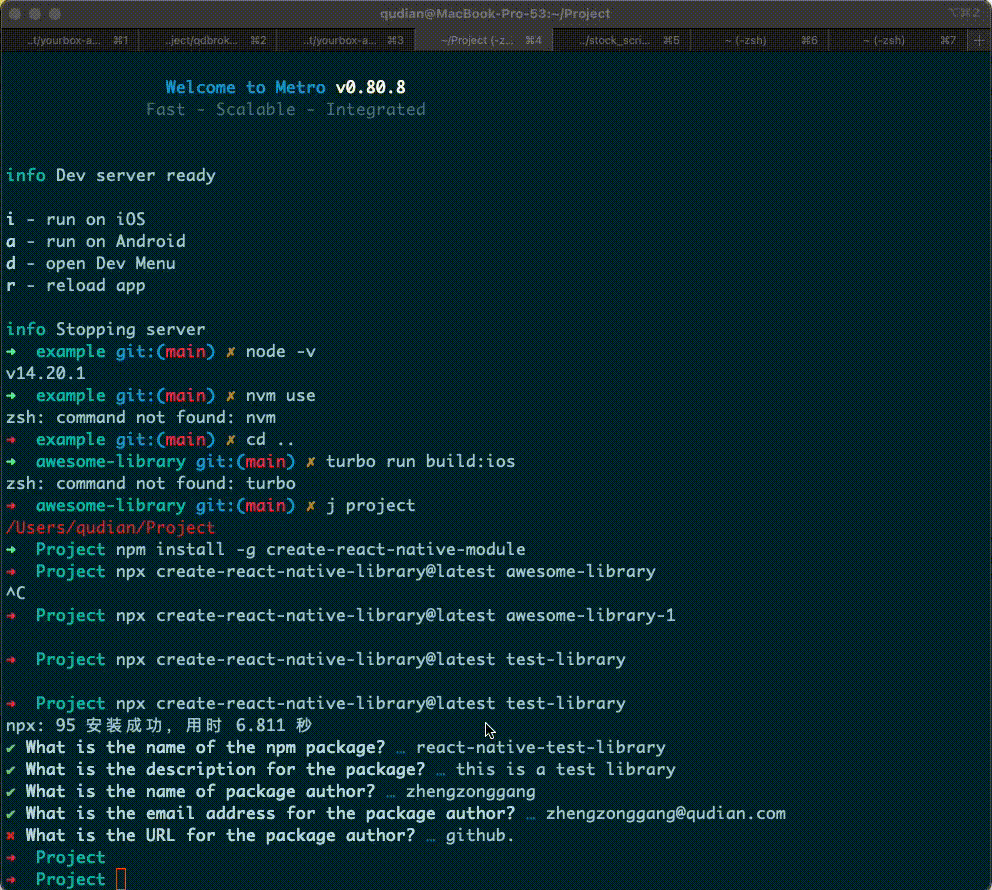 qudian@MacBook-Pro-53:~/Project ⌥⌘2
..t/yourbox-a... ⌘1 ..ject/qdbrok... ⌘2 ..t/yourbox-a... ⌘3 ~/Project (-z... ⌘4 ../stock_scri... ⌘5 ~ (-zsh) ⌘6 ~ (-zsh) ⌘7 +
Welcome to Metro v0.80.8
Fast - Scalable - Integrated
info Dev server ready
i - run on iOS
a - run on Android
d - open Dev Menu
r - reload app
info Stopping server
➜ example git:(main) ✗ node -v
v14.20.1
➜ example git:(main) ✗ nvm use
zsh: command not found: nvm
➜ example git:(main) ✗ cd ..
➜ awesome-library git:(main) ✗ turbo run build:ios
zsh: command not found: turbo
➜ awesome-library git:(main) ✗ j project
/Users/qudian/Project
➜ Project npm install -g create-react-native-module
➜ Project npx create-react-native-library@latest awesome-library
^C
➜ Project npx create-react-native-library@latest awesome-library-1
➜ Project npx create-react-native-library@latest test-library
➜ Project npx create-react-native-library@latest test-library
npx: 95 安装成功，用时 6.811 秒
✔ What is the name of the npm package? … react-native-test-library
✔ What is the description for the package? … this is a test library
✔ What is the name of package author? … zhengzonggang
✔ What is the email address for the package author? … zhengzonggang@qudian.com
✖ What is the URL for the package author? … github.
➜ Project
➜ Project